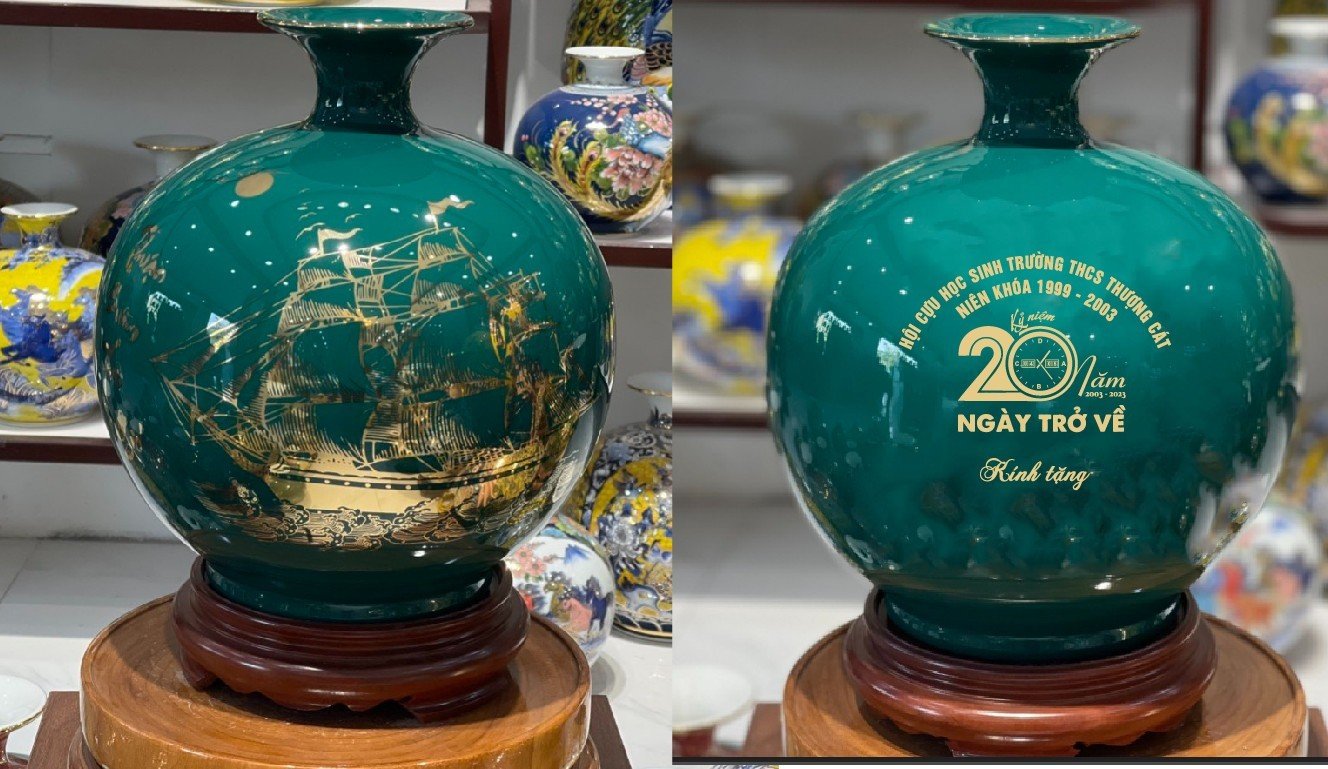 HỘI CỰU HỌC SINH TRƯỜNG THCS THƯỢNG CÁT
NIÊN KHÓA 1999 - 2003
Kỷ niệm
20 Năm
2003 - 2023
NGÀY TRỞ VỀ
Kính tặng